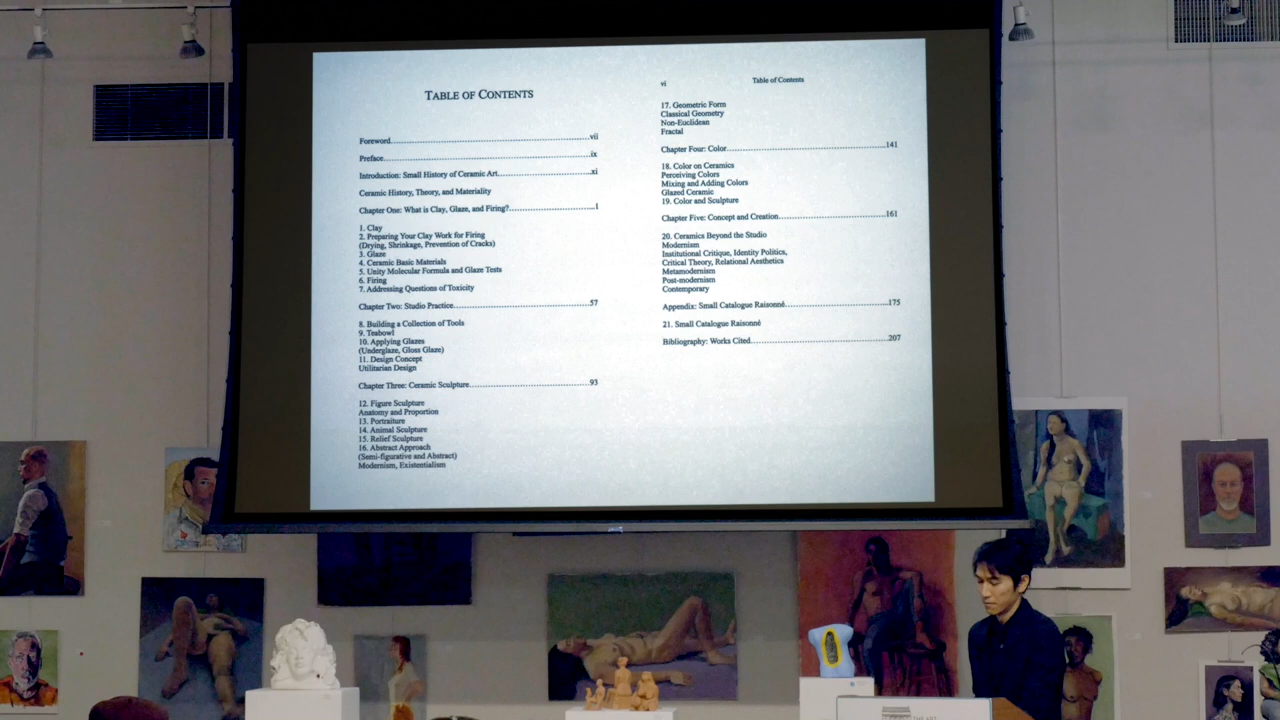 TABLE OF CONTENTS
Foreword....................vii
Preface....................ix
Introduction: Small History of Ceramic Art....................xi
Ceramic History, Theory, and Materiality
Chapter One: What is Clay, Glaze, and Firing?....................1
1. Clay
2. Preparing Your Clay Work for Firing
(Drying, Shrinkage, Prevention of Cracks)
3. Glaze
4. Ceramic Basic Materials
5. Unity Molecular Formula and Glaze Tests
6. Firing
7. Addressing Questions of Toxicity
Chapter Two: Studio Practice....................57
8. Building a Collection of Tools
9. Teabowl
10. Applying Glazes
(Underglaze, Gloss Glaze)
11. Design Concept
Utilitarian Design
Chapter Three: Ceramic Sculpture....................93
12. Figure Sculpture
Anatomy and Proportion
13. Portraiture
14. Animal Sculpture
15. Relief Sculpture
16. Abstract Approach
(Semi-figurative and Abstract)
Modernism, Existentialism
vi Table of Contents
17. Geometric Form
Classical Geometry
Non-Euclidean
Fractal
Chapter Four: Color....................141
18. Color on Ceramics
Perceiving Colors
Mixing and Adding Colors
Glazed Ceramic
19. Color and Sculpture
Chapter Five: Concept and Creation....................161
20. Ceramics Beyond the Studio
Modernism
Institutional Critique, Identity Politics,
Critical Theory, Relational Aesthetics
Metamodernism
Post-modernism
Contemporary
Appendix: Small Catalogue Raisonné....................175
21. Small Catalogue Raisonné
Bibliography: Works Cited....................207
THE ART